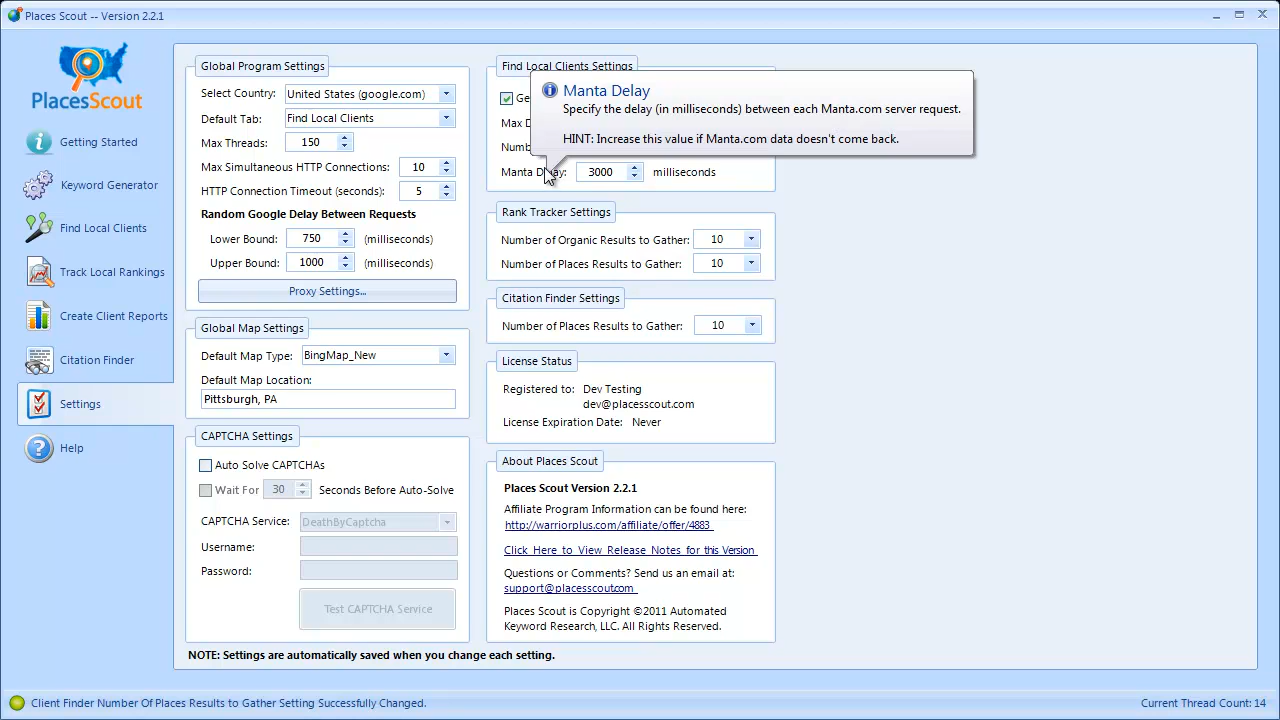 Places Scout -- Version 2.2.1
PlacesScout
Getting Started
Keyword Generator
Find Local Clients
Track Local Rankings
Create Client Reports
Citation Finder
Settings
Help
Global Program Settings
Select Country: United States (google.com)
Default Tab: Find Local Clients
Max Threads: 150
Max Simultaneous HTTP Connections: 10
HTTP Connection Timeout (seconds): 5
Random Google Delay Between Requests
Lower Bound: 750 (milliseconds)
Upper Bound: 1000 (milliseconds)
Proxy Settings...
Global Map Settings
Default Map Type: BingMap_New
Default Map Location:
Pittsburgh, PA
CAPTCHA Settings
Auto Solve CAPTCHAs
Wait For 30 Seconds Before Auto-Solve
CAPTCHA Service: DeathByCaptcha
Username:
Password:
Test CAPTCHA Service
Find Local Clients Settings
Manta Delay
Specify the delay (in milliseconds) between each Manta.com server request.
HINT: Increase this value if Manta.com data doesn't come back.
Max
Manta 3000 milliseconds
Rank Tracker Settings
Number of Organic Results to Gather: 10
Number of Places Results to Gather: 10
Citation Finder Settings
Number of Places Results to Gather: 10
License Status
Registered to: Dev Testing
dev@placesscout.com
License Expiration Date: Never
About Places Scout
Places Scout Version 2.2.1
Affiliate Program Information can be found here:
http://warriorplus.com/affiliate/offer/4883
Click Here to View Release Notes for this Version
Questions or Comments? Send us an email at:
support@placesscout.com
Places Scout is Copyright ©2011 Automated
Keyword Research, LLC. All Rights Reserved.
NOTE: Settings are automatically saved when you change each setting.
Client Finder Number Of Places Results to Gather Setting Successfully Changed.
Current Thread Count: 14